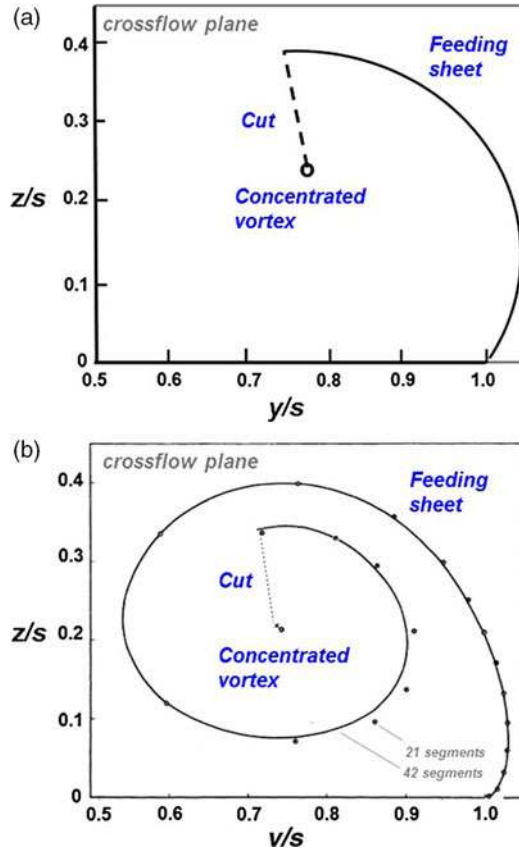 (a)
crossflow plane
0.4
Feeding
sheet
0.3
Cut
z/s
0.2
Concentrated
vortex
0.1
0
0.5 0.6 0.7 0.8 0.9 1.0
y/s
(b)
crossflow plane
0.4
Feeding
sheet
0.3
Cut
z/s
0.2
Concentrated
vortex
0.1
21 segments
42 segments
0
0.5 0.6 0.7 0.8 0.9 1.0
v/s